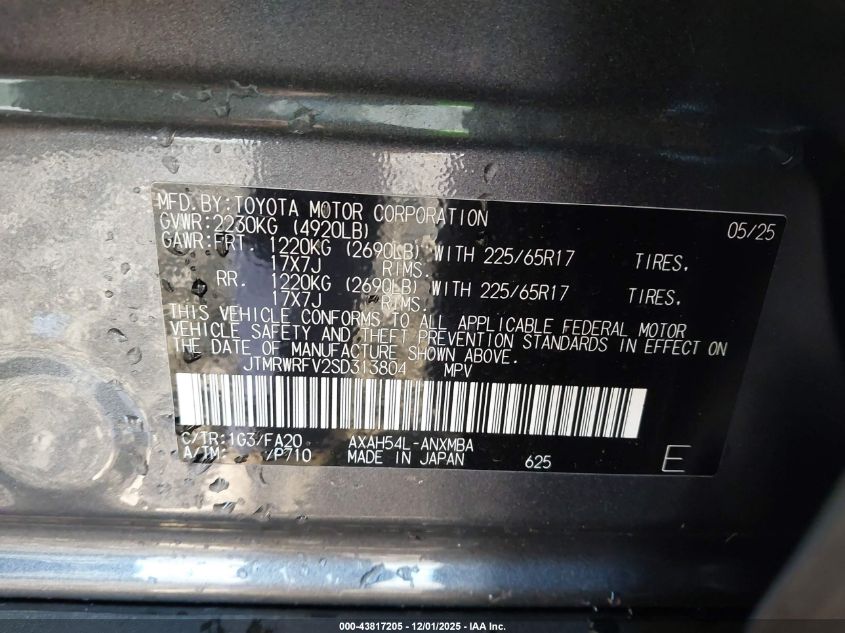 MFD.BY:TOYOTA MOTOR CORPORATION 05/25
GVWR:2230KG (4920LB)
GAWR:FRT. 1220KG (2690LB) WITH 225/65R17 TIRES.
17X7J RIMS.
RR. 1220KG (2690LB) WITH 225/65R17 TIRES.
17X7J RIMS.
THIS VEHICLE CONFORMS TO ALL APPLICABLE FEDERAL MOTOR
VEHICLE SAFETY AND THEFT PREVENTION STANDARDS IN EFFECT ON
THE DATE OF MANUFACTURE SHOWN ABOVE.
JTMRWRFV2SD313804 MPV
C/TR:1G3/FA20 AXAH54L-ANXMBA
A/TM: /P710 MADE IN JAPAN 625 E
000-43817205 - 12/01/2025 - IAA Inc.